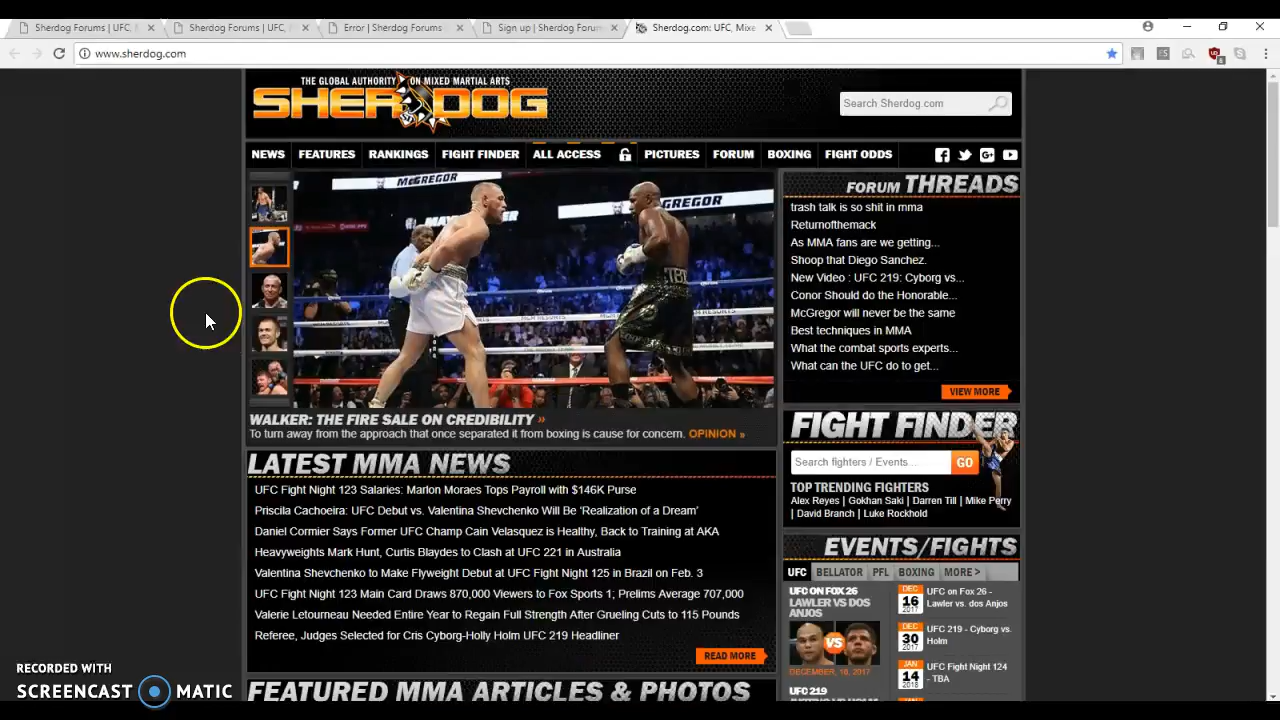 Sherdog Forums | UFC,
Sherdog Forums | UFC,
Error | Sherdog Forums
Sign up | Sherdog Forum
Sherdog.com: UFC, Mixe
www.sherdog.com
THE GLOBAL AUTHORITY ON MIXED MARTIAL ARTS
SHERDOG
Search Sherdog.com
NEWS FEATURES RANKINGS FIGHT FINDER ALL ACCESS PICTURES FORUM BOXING FIGHT ODDS
McGREGOR
McGREGOR
TBE
WALKER: THE FIRE SALE ON CREDIBILITY »
To turn away from the approach that once separated it from boxing is cause for concern. OPINION »
LATEST MMA NEWS
UFC Fight Night 123 Salaries: Marlon Moraes Tops Payroll with $146K Purse
Priscila Cachoeira: UFC Debut vs. Valentina Shevchenko Will Be 'Realization of a Dream'
Daniel Cormier Says Former UFC Champ Cain Velasquez is Healthy, Back to Training at AKA
Heavyweights Mark Hunt, Curtis Blaydes to Clash at UFC 221 in Australia
Valentina Shevchenko to Make Flyweight Debut at UFC Fight Night 125 in Brazil on Feb. 3
UFC Fight Night 123 Main Card Draws 870,000 Viewers to Fox Sports 1; Prelims Average 707,000
Valerie Letourneau Needed Entire Year to Regain Full Strength After Grueling Cuts to 115 Pounds
Referee, Judges Selected for Cris Cyborg-Holly Holm UFC 219 Headliner
READ MORE
FEATURED MMA ARTICLES & PHOTOS
FORUM THREADS
trash talk is so shit in mma
Returnofthemack
As MMA fans are we getting...
Shoop that Diego Sanchez.
New Video : UFC 219: Cyborg vs...
Conor Should do the Honorable...
McGregor will never be the same
Best techniques in MMA
What the combat sports experts...
What can the UFC do to get...
VIEW MORE
FIGHT FINDER
Search fighters / Events... GO
TOP TRENDING FIGHTERS
Alex Reyes | Gokhan Saki | Darren Till | Mike Perry
| David Branch | Luke Rockhold
EVENTS/FIGHTS
UFC BELLATOR PFL BOXING MORE >
UFC ON FOX 26
LAWLER VS DOS
ANJOS
VS
DECEMBER, 16, 2017
UFC 219
DEC
16
2017
UFC on Fox 26 -
Lawler vs. dos Anjos
DEC
30
2017
UFC 219 - Cyborg vs.
Holm
JAN
14
2018
UFC Fight Night 124
- TBA
RECORDED WITH
SCREENCAST MATIC